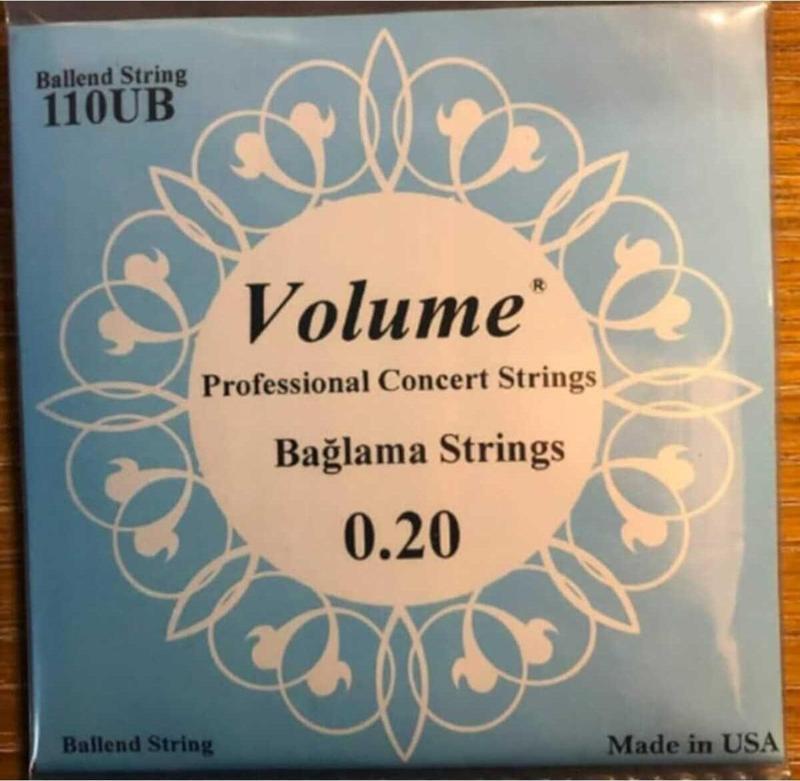 Ballend String
110UB
Volume®
Professional Concert Strings
Bağlama Strings
0.20
Ballend String
Made in USA